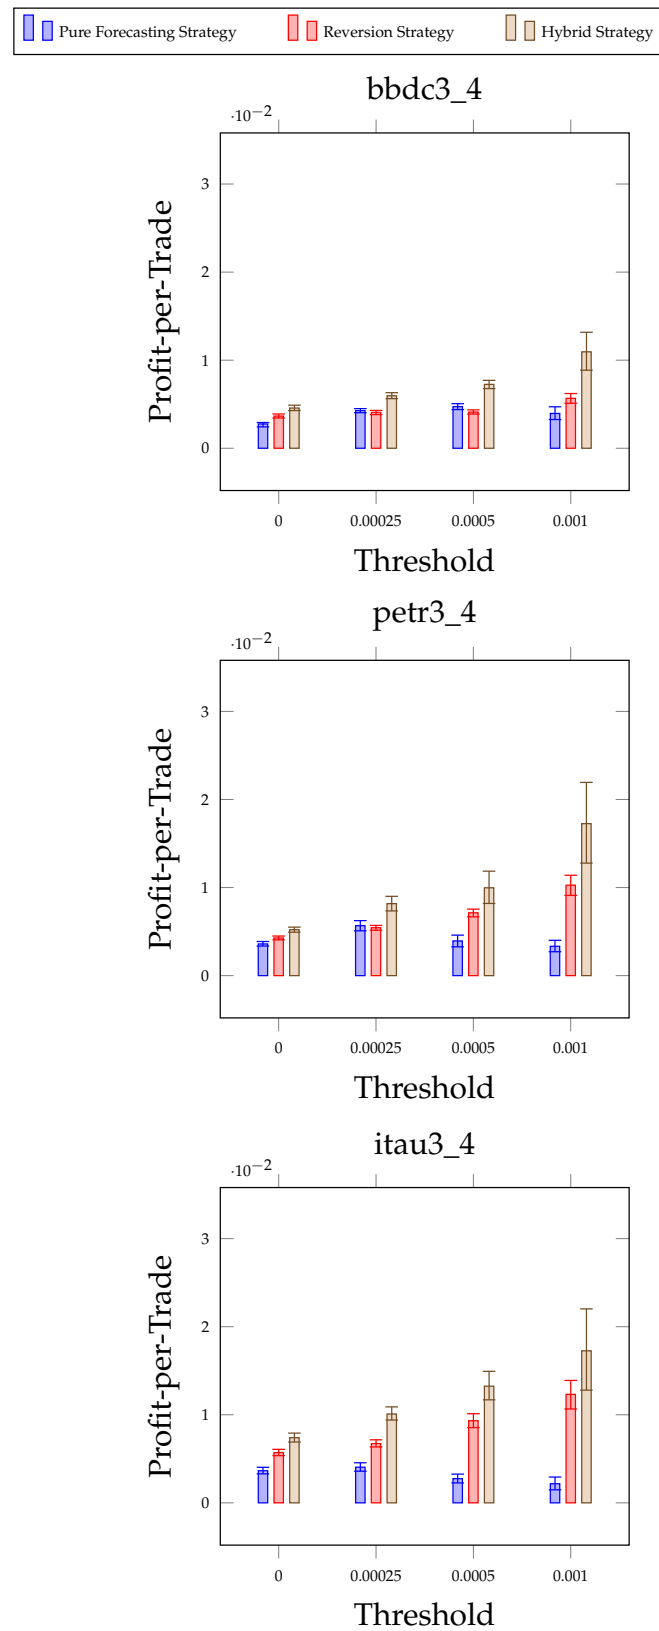 Pure Forecasting Strategy Reversion Strategy Hybrid Strategy
bbdc3_4
·10−2
3
2
1
0
Profit-per-Trade
0 0.00025 0.0005 0.001
Threshold
petr3_4
·10−2
3
2
1
0
Profit-per-Trade
0 0.00025 0.0005 0.001
Threshold
itau3_4
·10−2
3
2
1
0
Profit-per-Trade
0 0.00025 0.0005 0.001
Threshold